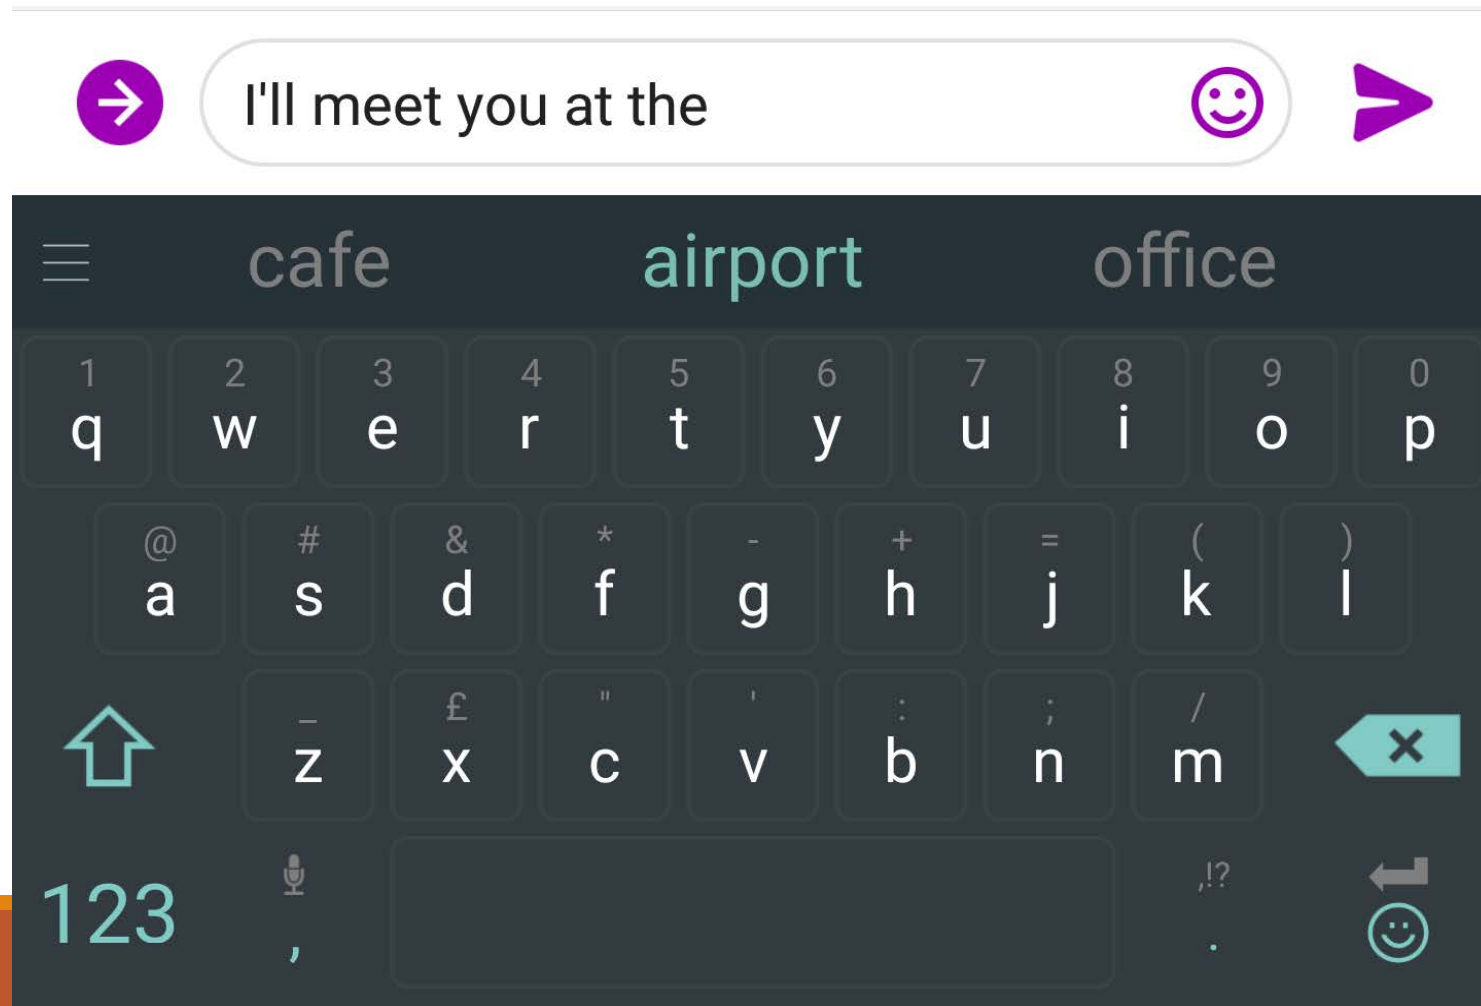 I'll meet you at the
cafe airport office
1 2 3 4 5 6 7 8 9 0
q w e r t y u i o p
@ # & * - + = ( )
a s d f g h j k l
_ £ " ' : ; /
z x c v b n m
,!?
123 , .